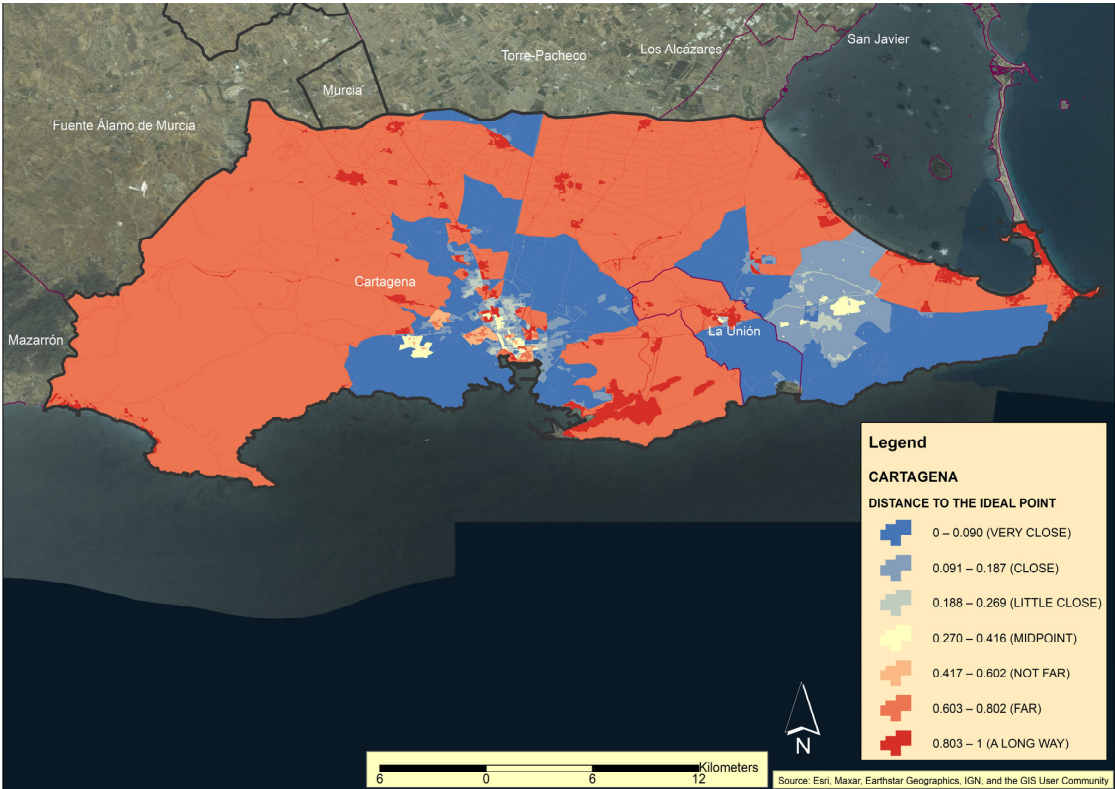 San Javier
Los Alcázares
Torre-Pacheco
Murcia
Fuente Álamo de Murcia
Cartagena
La Unión
Mazarrón
Legend
CARTAGENA
DISTANCE TO THE IDEAL POINT
0 – 0.090 (VERY CLOSE)
0.091 – 0.187 (CLOSE)
0.188 – 0.269 (LITTLE CLOSE)
0.270 – 0.416 (MIDPOINT)
0.417 – 0.602 (NOT FAR)
0.603 – 0.802 (FAR)
0.803 – 1 (A LONG WAY)
N
Kilometers
6 0 6 12
Source: Esri, Maxar, Earthstar Geographics, IGN, and the GIS User Community